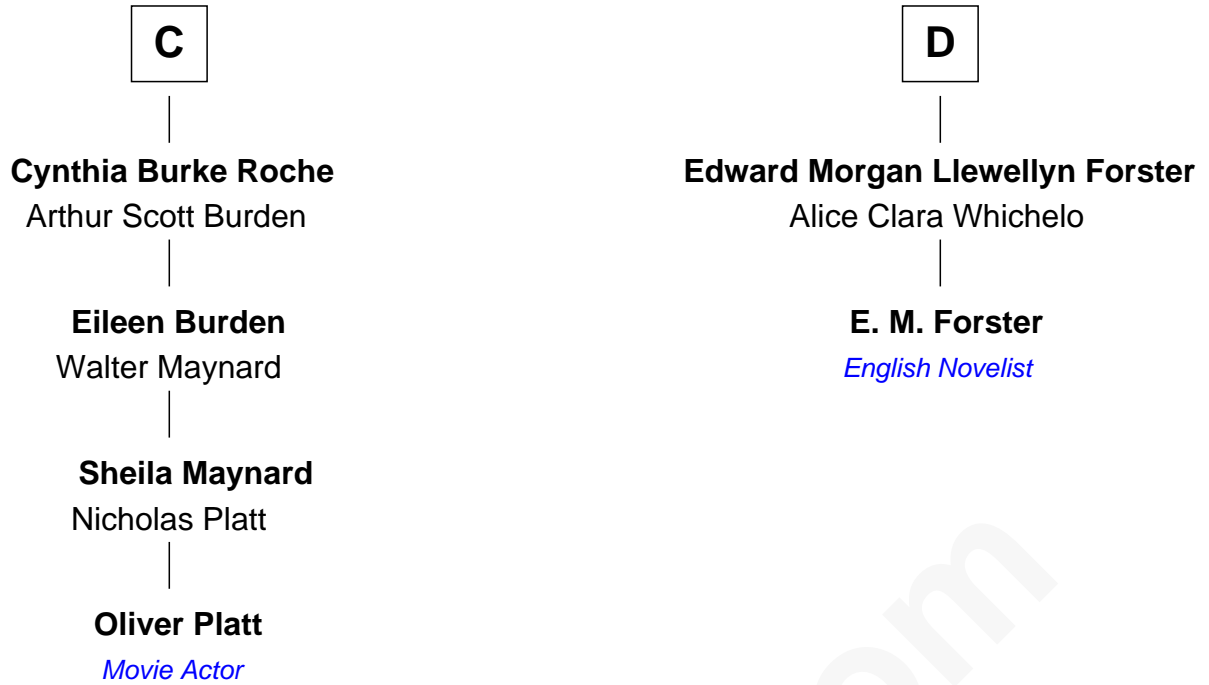 C
Cynthia Burke Roche
Arthur Scott Burden
Eileen Burden
Walter Maynard
Sheila Maynard
Nicholas Platt
Oliver Platt
Movie Actor
D
Edward Morgan Llewellyn Forster
Alice Clara Whichelo
E. M. Forster
English Novelist
om